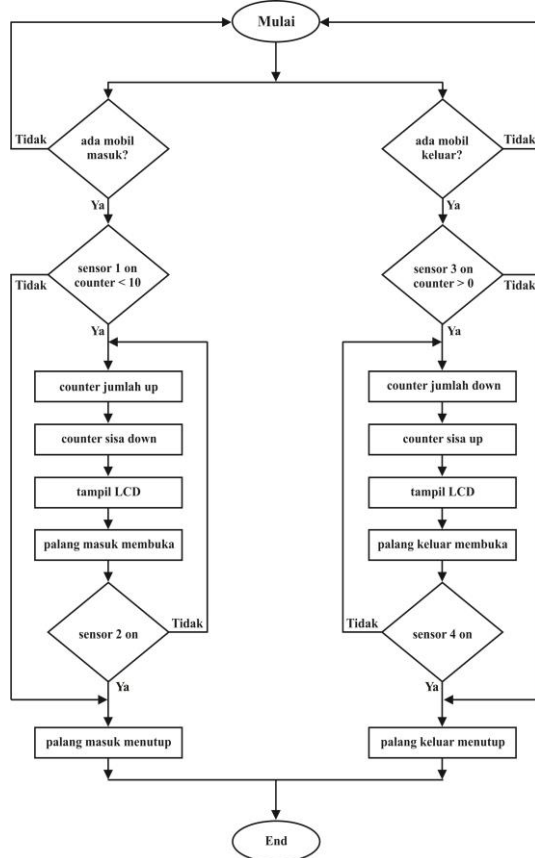 Mulai
Tidak
ada mobil
masuk?
Ya
Tidak
sensor 1 on
counter < 10
Ya
counter jumlah up
counter sisa down
tampil LCD
palang masuk membuka
sensor 2 on
Tidak
Ya
palang masuk menutup
ada mobil
keluar?
Tidak
Ya
sensor 3 on
counter > 0
Tidak
Ya
counter jumlah down
counter sisa up
tampil LCD
palang keluar membuka
Tidak
sensor 4 on
Ya
palang keluar menutup
End